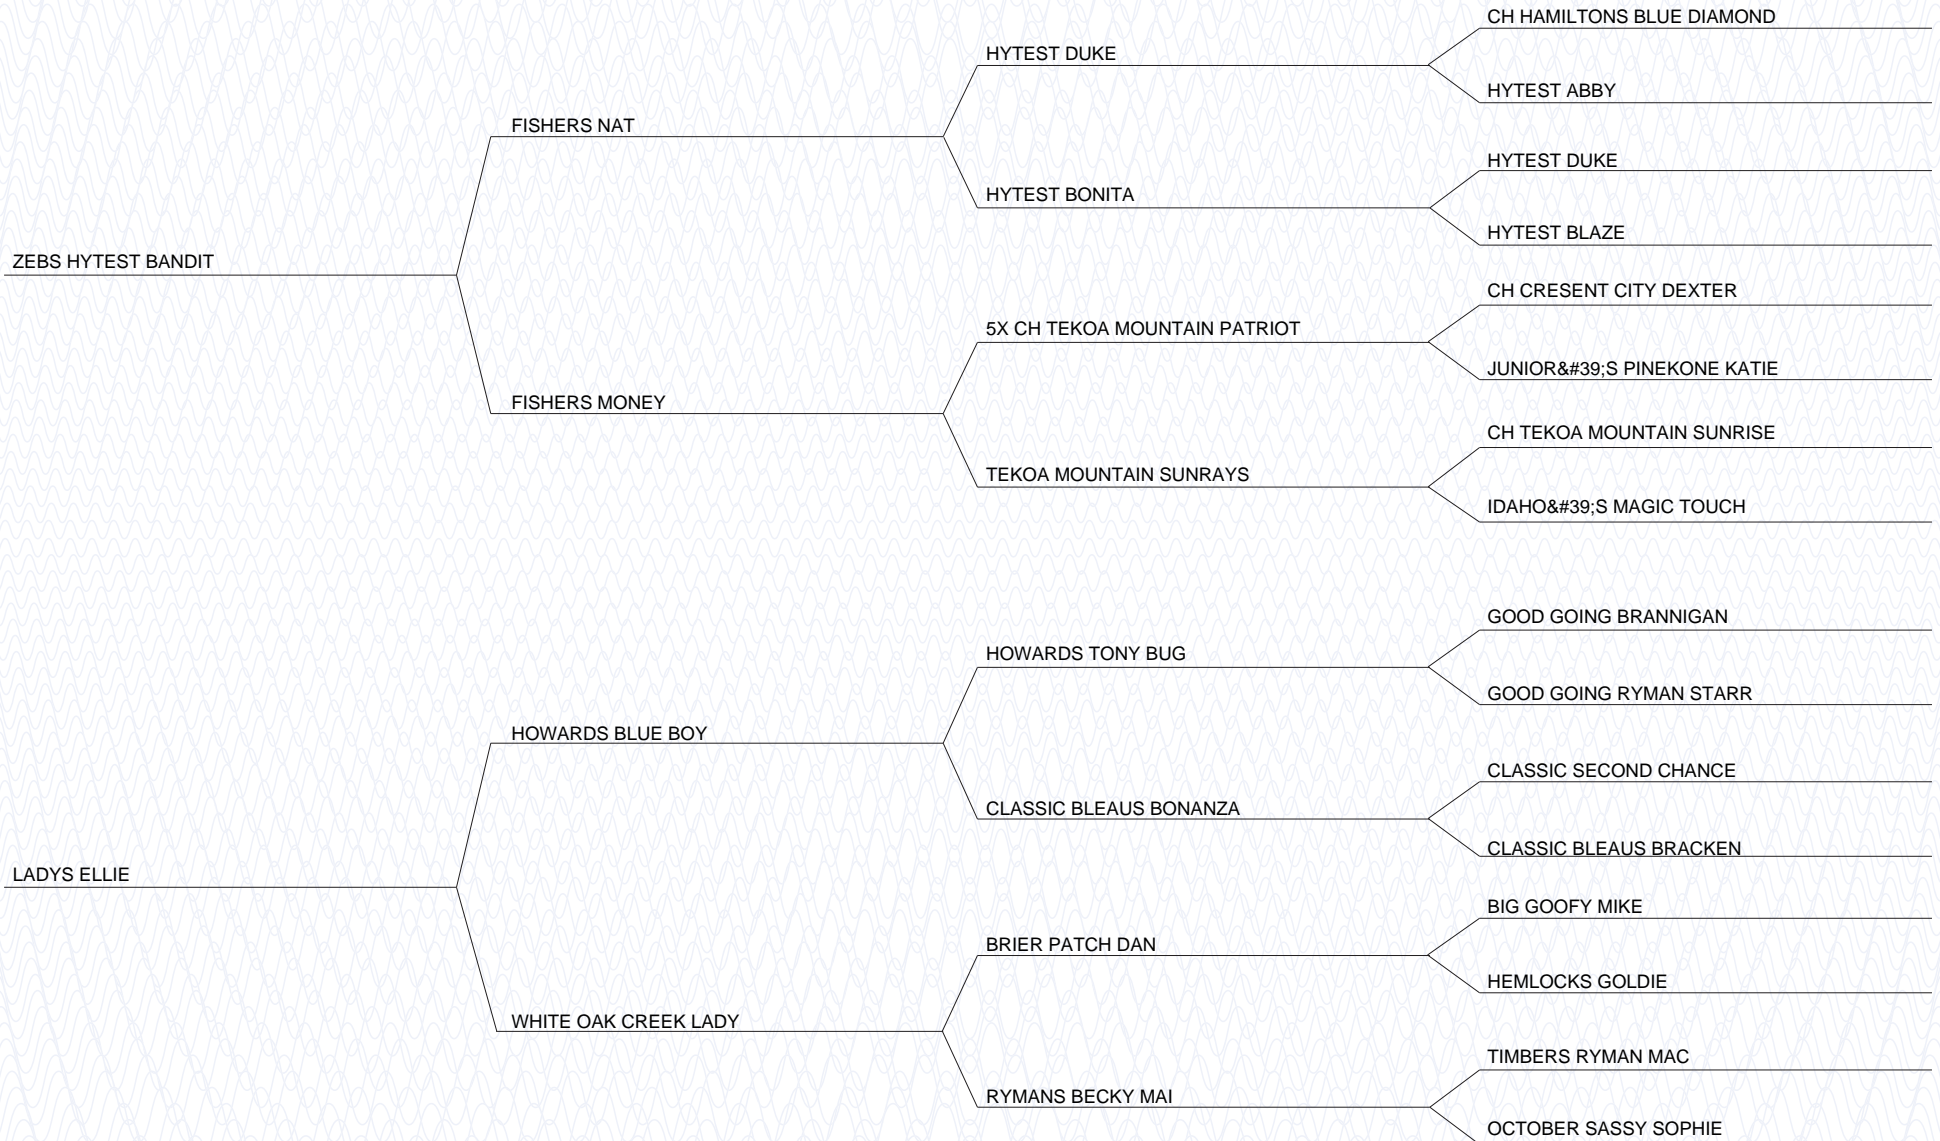 CH HAMILTONS BLUE DIAMOND
HYTEST DUKE
HYTEST ABBY
FISHERS NAT
HYTEST DUKE
HYTEST BONITA
HYTEST BLAZE
ZEBS HYTEST BANDIT
CH CRESENT CITY DEXTER
5X CH TEKOA MOUNTAIN PATRIOT
JUNIOR&#39;S PINEKONE KATIE
FISHERS MONEY
CH TEKOA MOUNTAIN SUNRISE
TEKOA MOUNTAIN SUNRAYS
IDAHO&#39;S MAGIC TOUCH
GOOD GOING BRANNIGAN
HOWARDS TONY BUG
GOOD GOING RYMAN STARR
HOWARDS BLUE BOY
CLASSIC SECOND CHANCE
CLASSIC BLEAUS BONANZA
CLASSIC BLEAUS BRACKEN
LADYS ELLIE
BIG GOOFY MIKE
BRIER PATCH DAN
HEMLOCKS GOLDIE
WHITE OAK CREEK LADY
TIMBERS RYMAN MAC
RYMANS BECKY MAI
OCTOBER SASSY SOPHIE